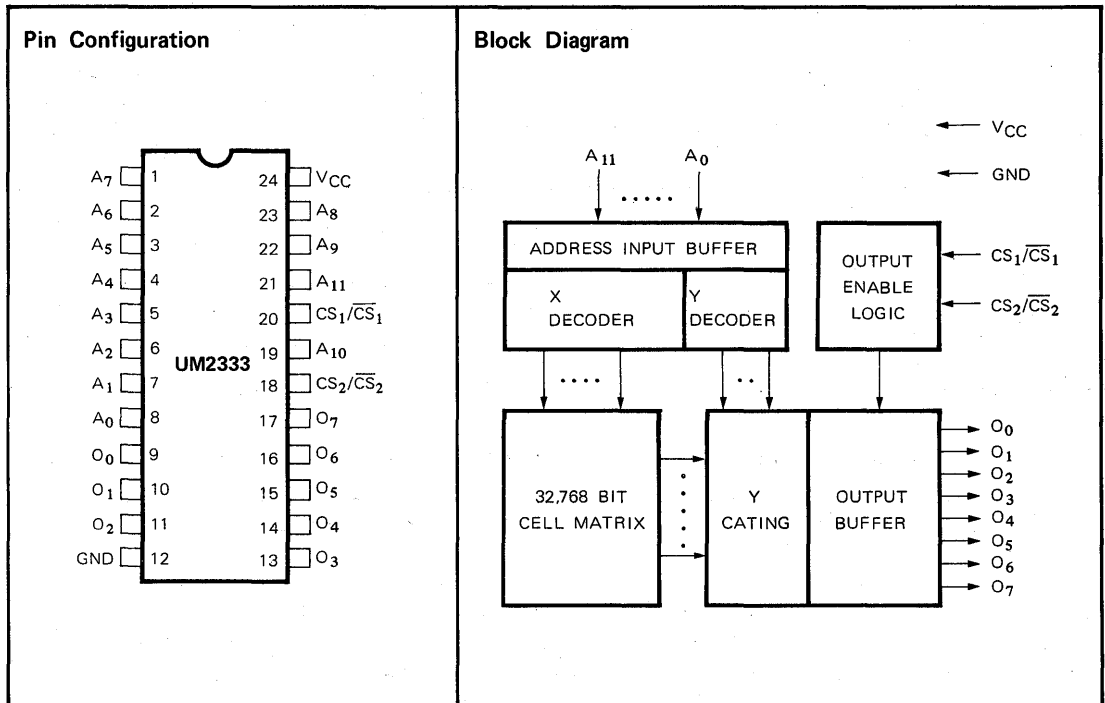 Pin Configuration
A7 1 24 VCC
A6 2 23 A8
A5 3 22 A9
A4 4 21 A11
A3 5 20 CS1/C̅S̅1
A2 6 19 A10
UM2333
A1 7 18 CS2/C̅S̅2
A0 8 17 O7
O0 9 16 O6
O1 10 15 O5
O2 11 14 O4
GND 12 13 O3
Block Diagram
VCC
GND
A11 ..... A0
ADDRESS INPUT BUFFER
X
DECODER
Y
DECODER
OUTPUT
ENABLE
LOGIC
CS1/C̅S̅1
CS2/C̅S̅2
32,768 BIT
CELL MATRIX
Y
CATING
OUTPUT
BUFFER
O0
O1
O2
O3
O4
O5
O6
O7